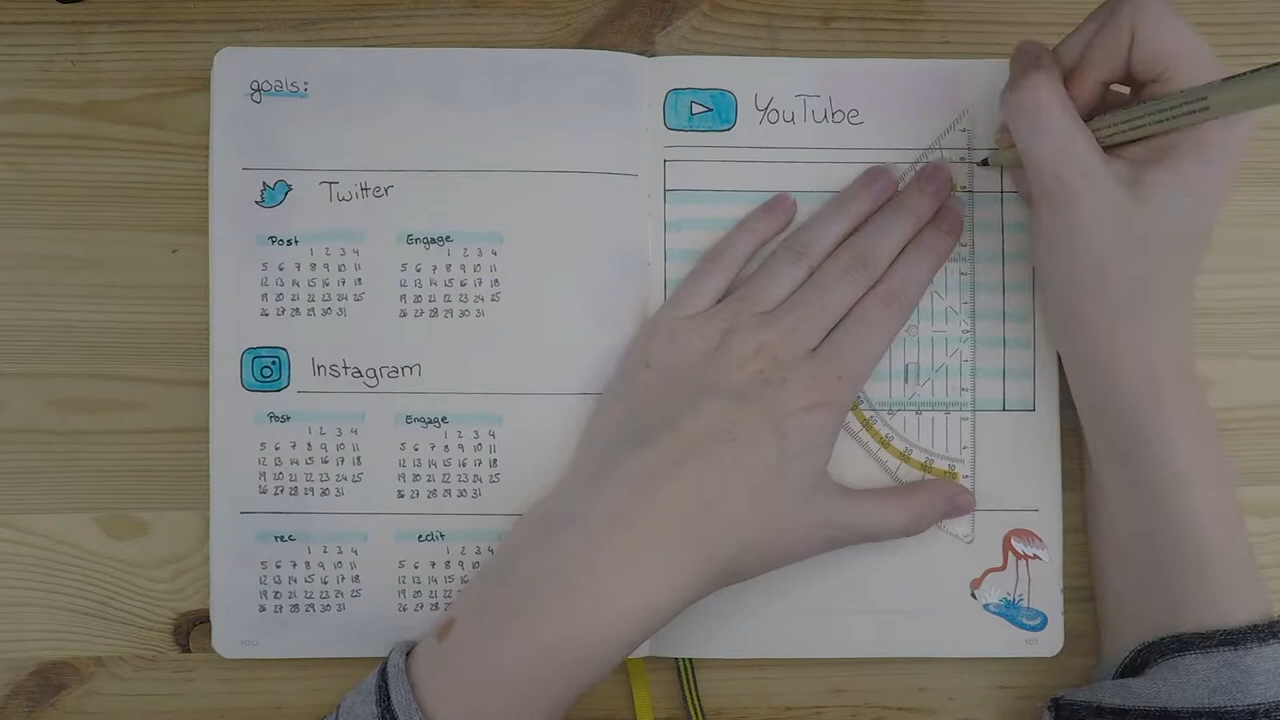 goals:
Twitter
Post
1 2 3 4
5 6 7 8 9 10 11
12 13 14 15 16 17 18
19 20 21 22 23 24 25
26 27 28 29 30 31
Engage
1 2 3 4
5 6 7 8 9 10 11
12 13 14 15 16 17 18
19 20 21 22 23 24 25
26 27 28 29 30 31
Instagram
Post
1 2 3 4
5 6 7 8 9 10 11
12 13 14 15 16 17 18
19 20 21 22 23 24 25
26 27 28 29 30 31
Engage
1 2 3 4
5 6 7 8 9 10 11
12 13 14 15 16 17 18
19 20 21 22 23 24 25
26 27 28 29 30 31
rec
1 2 3 4
5 6 7 8 9 10 11
12 13 14 15 16 17 18
19 20 21 22 23 24 25
26 27 28 29 30 31
edit
1 2 3 4
5 6 7 8 9 10
12 13 14 15 16
19 20 21 22
26 27 28 29
100
YouTube
101